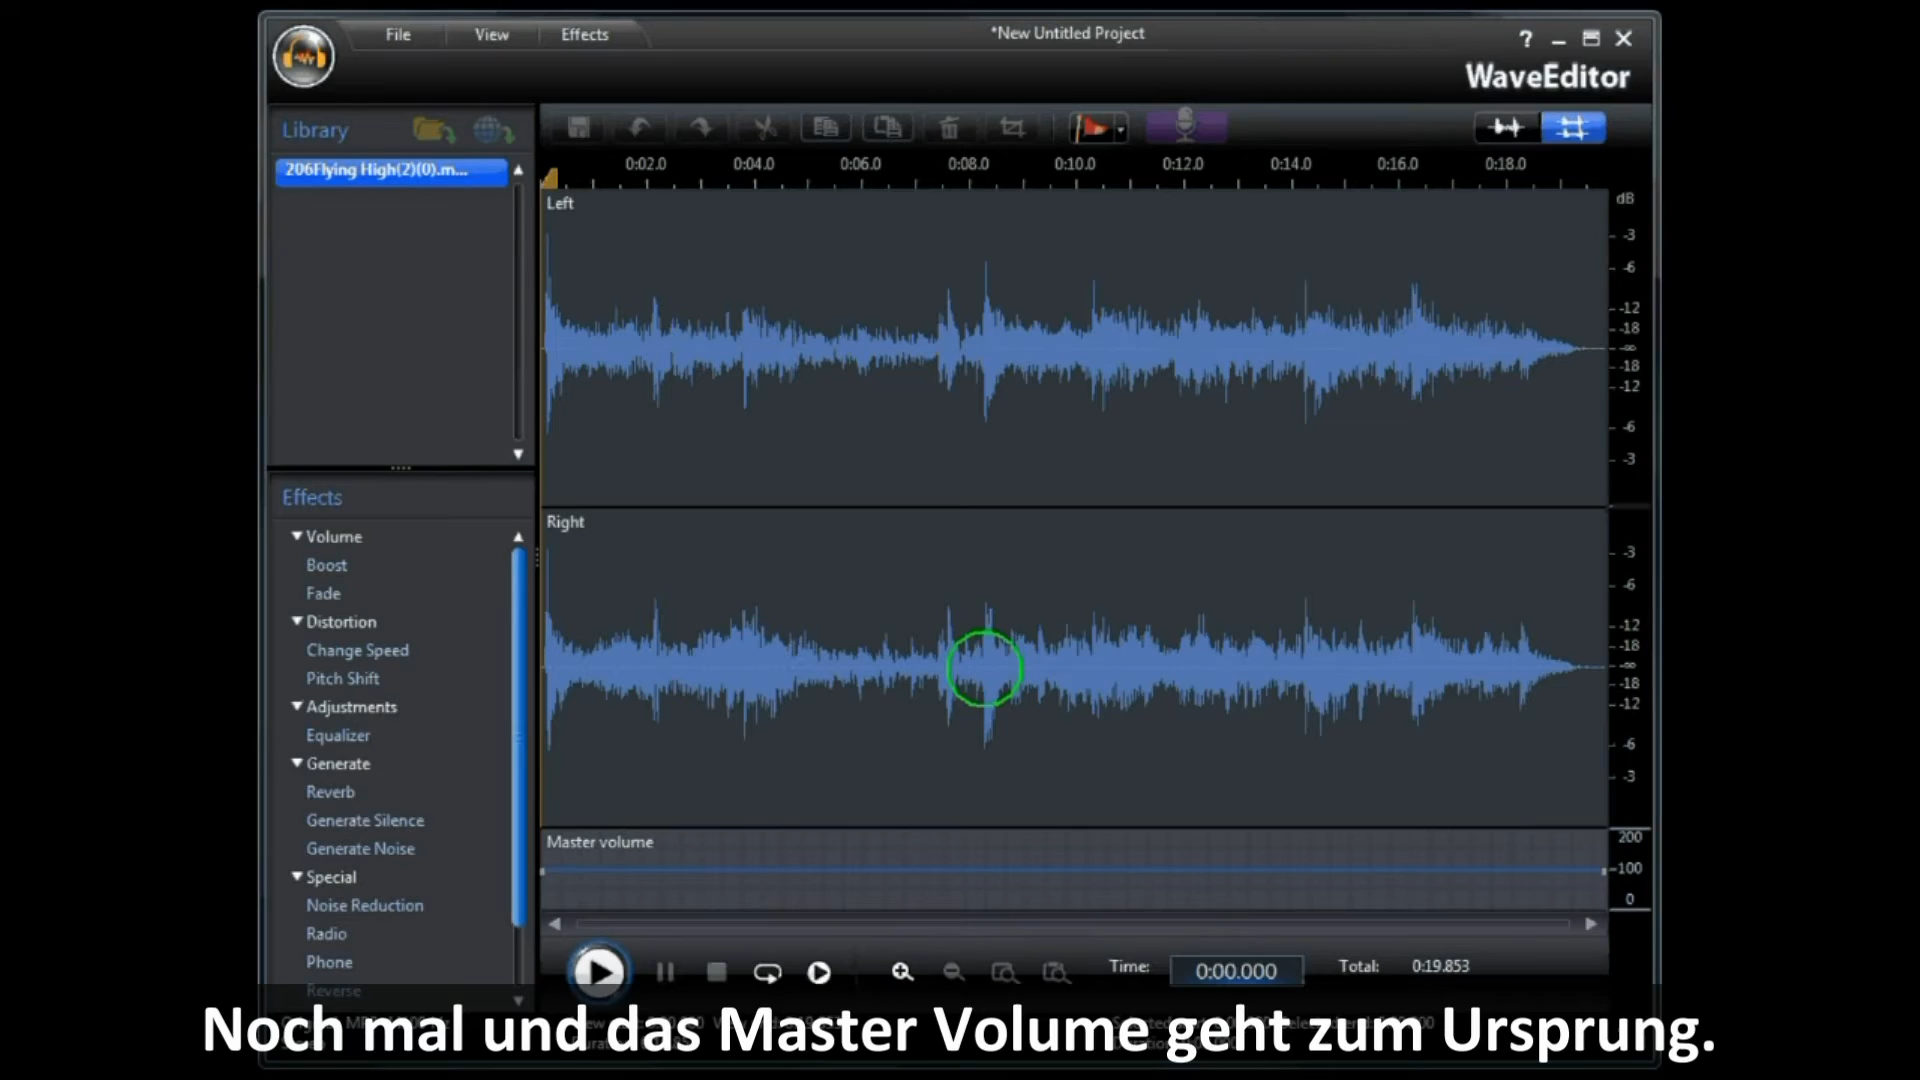 File View Effects
*New Untitled Project
?
WaveEditor
Library
206Flying High(2)(0).m...
0:02.0 0:04.0 0:06.0 0:08.0 0:10.0 0:12.0 0:14.0 0:16.0 0:18.0
Left
dB
-3
-6
-12
-18
-∞
-18
-12
-6
-3
Effects
Volume
Boost
Fade
Distortion
Change Speed
Pitch Shift
Adjustments
Equalizer
Generate
Reverb
Generate Silence
Generate Noise
Special
Noise Reduction
Radio
Phone
Reverse
Right
-3
-6
-12
-18
-∞
-18
-12
-6
-3
Master volume
200
100
0
Time: 0:00.000 Total: 0:19.853
Noch mal und das Master Volume geht zum Ursprung.